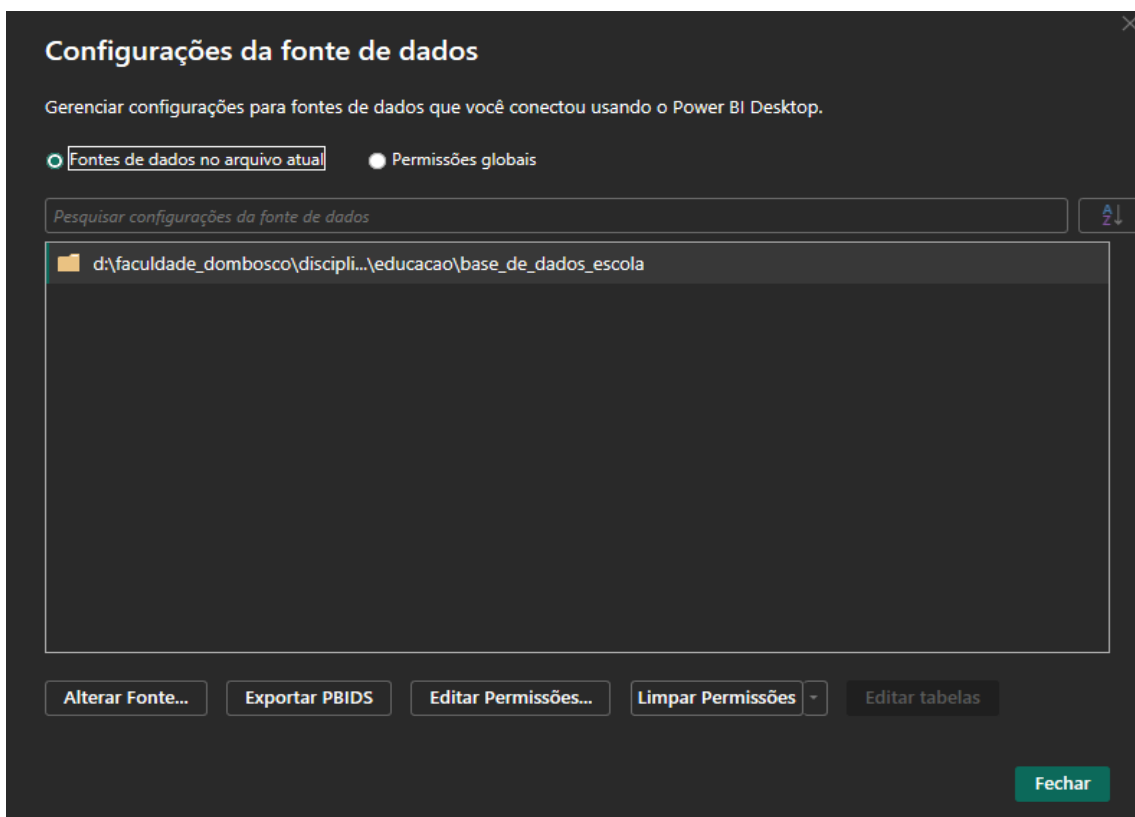 Configurações da fonte de dados
Gerenciar configurações para fontes de dados que você conectou usando o Power BI Desktop.
Fontes de dados no arquivo atual Permissões globais
Pesquisar configurações da fonte de dados
AZ
d:\faculdade_dombosco\discipli...\educacao\base_de_dados_escola
Alterar Fonte... Exportar PBIDS Editar Permissões... Limpar Permissões Editar tabelas
Fechar